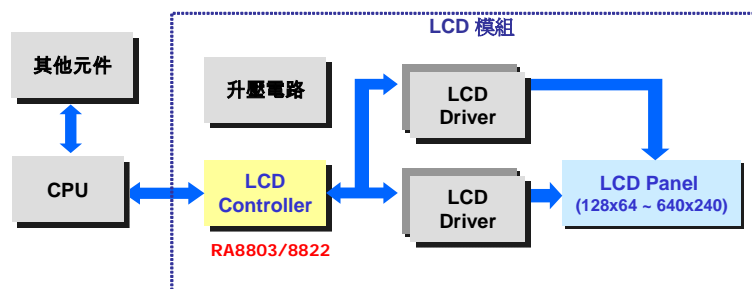 LCD 模組
其他元件
升壓電路
LCD
Driver
CPU
LCD
Controller
LCD
Driver
LCD Panel
(128x64 ~ 640x240)
RA8803/8822